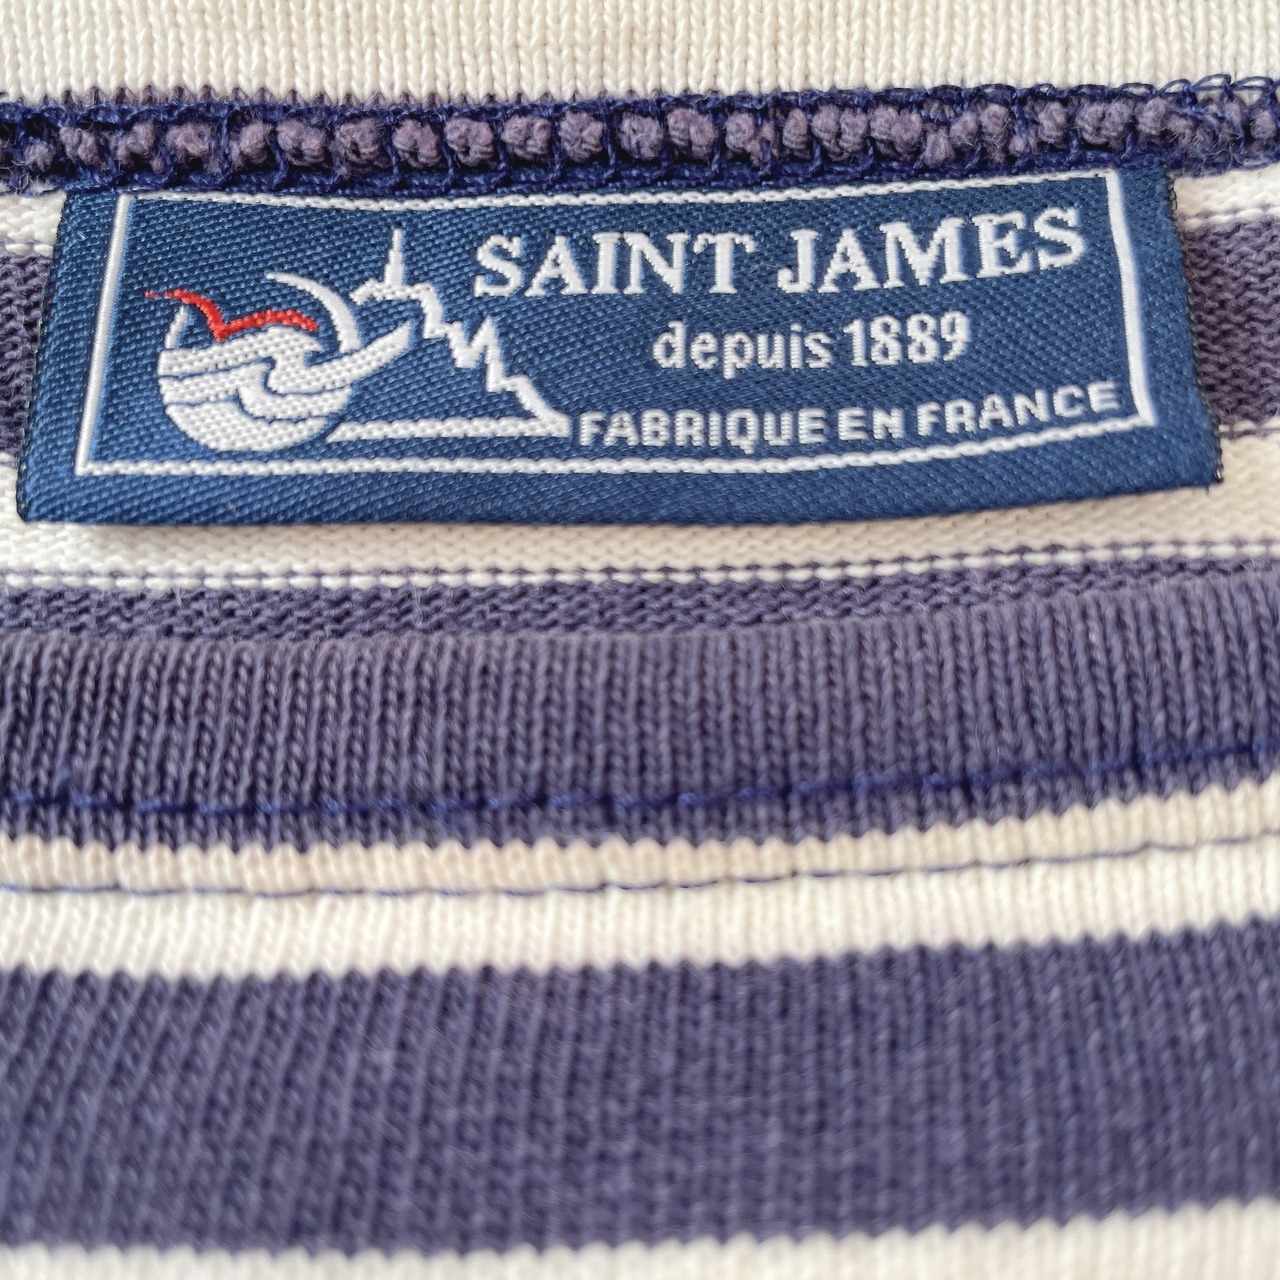 SAINT JAMES
depuis 1889
FABRIQUE EN FRANCE